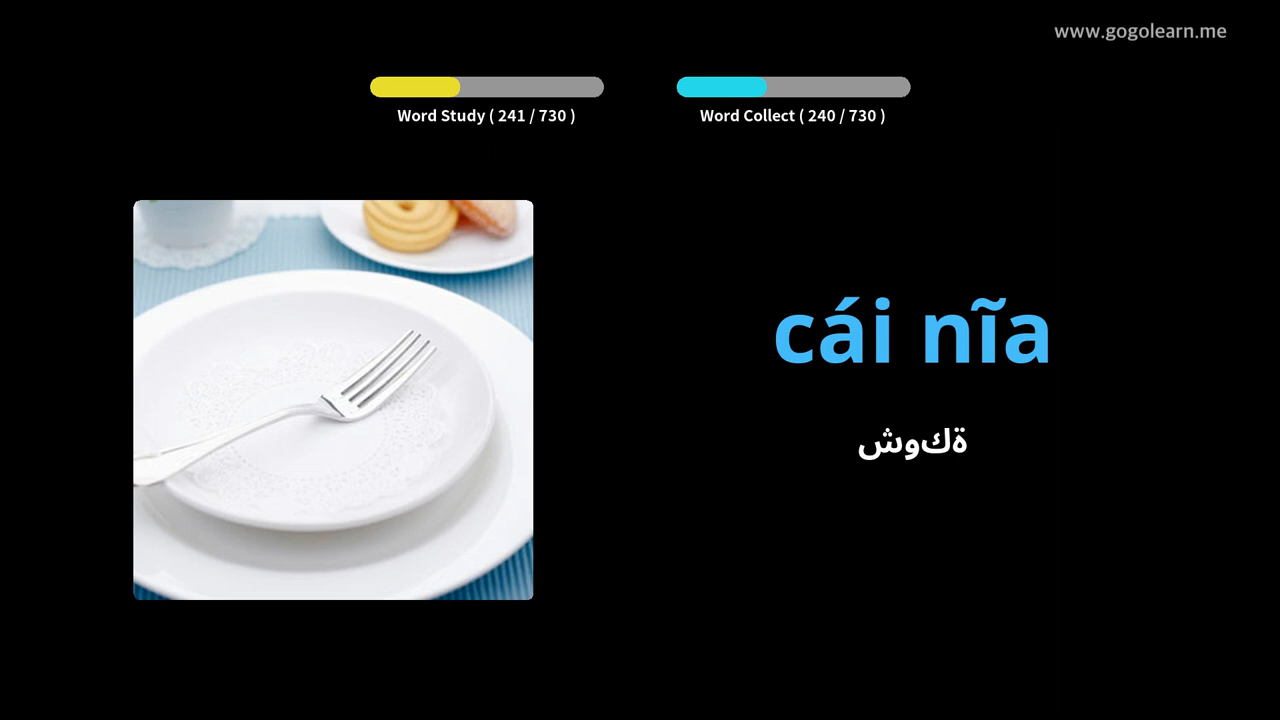 www.gogolearn.me
Word Study ( 241 / 730 )
Word Collect ( 240 / 730 )
cái nĩa
ةكوش